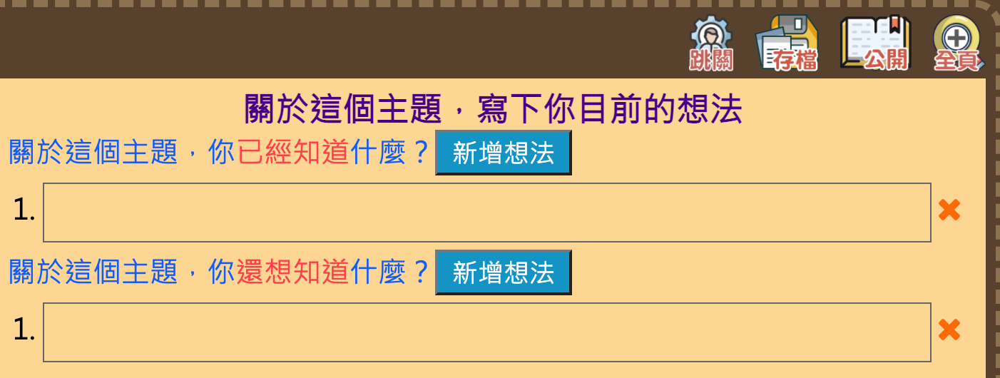 跳關 存檔 公開 全頁
關於這個主題，寫下你目前的想法
關於這個主題，你已經知道什麼？ 新增想法
1.
關於這個主題，你還想知道什麼？ 新增想法
1.